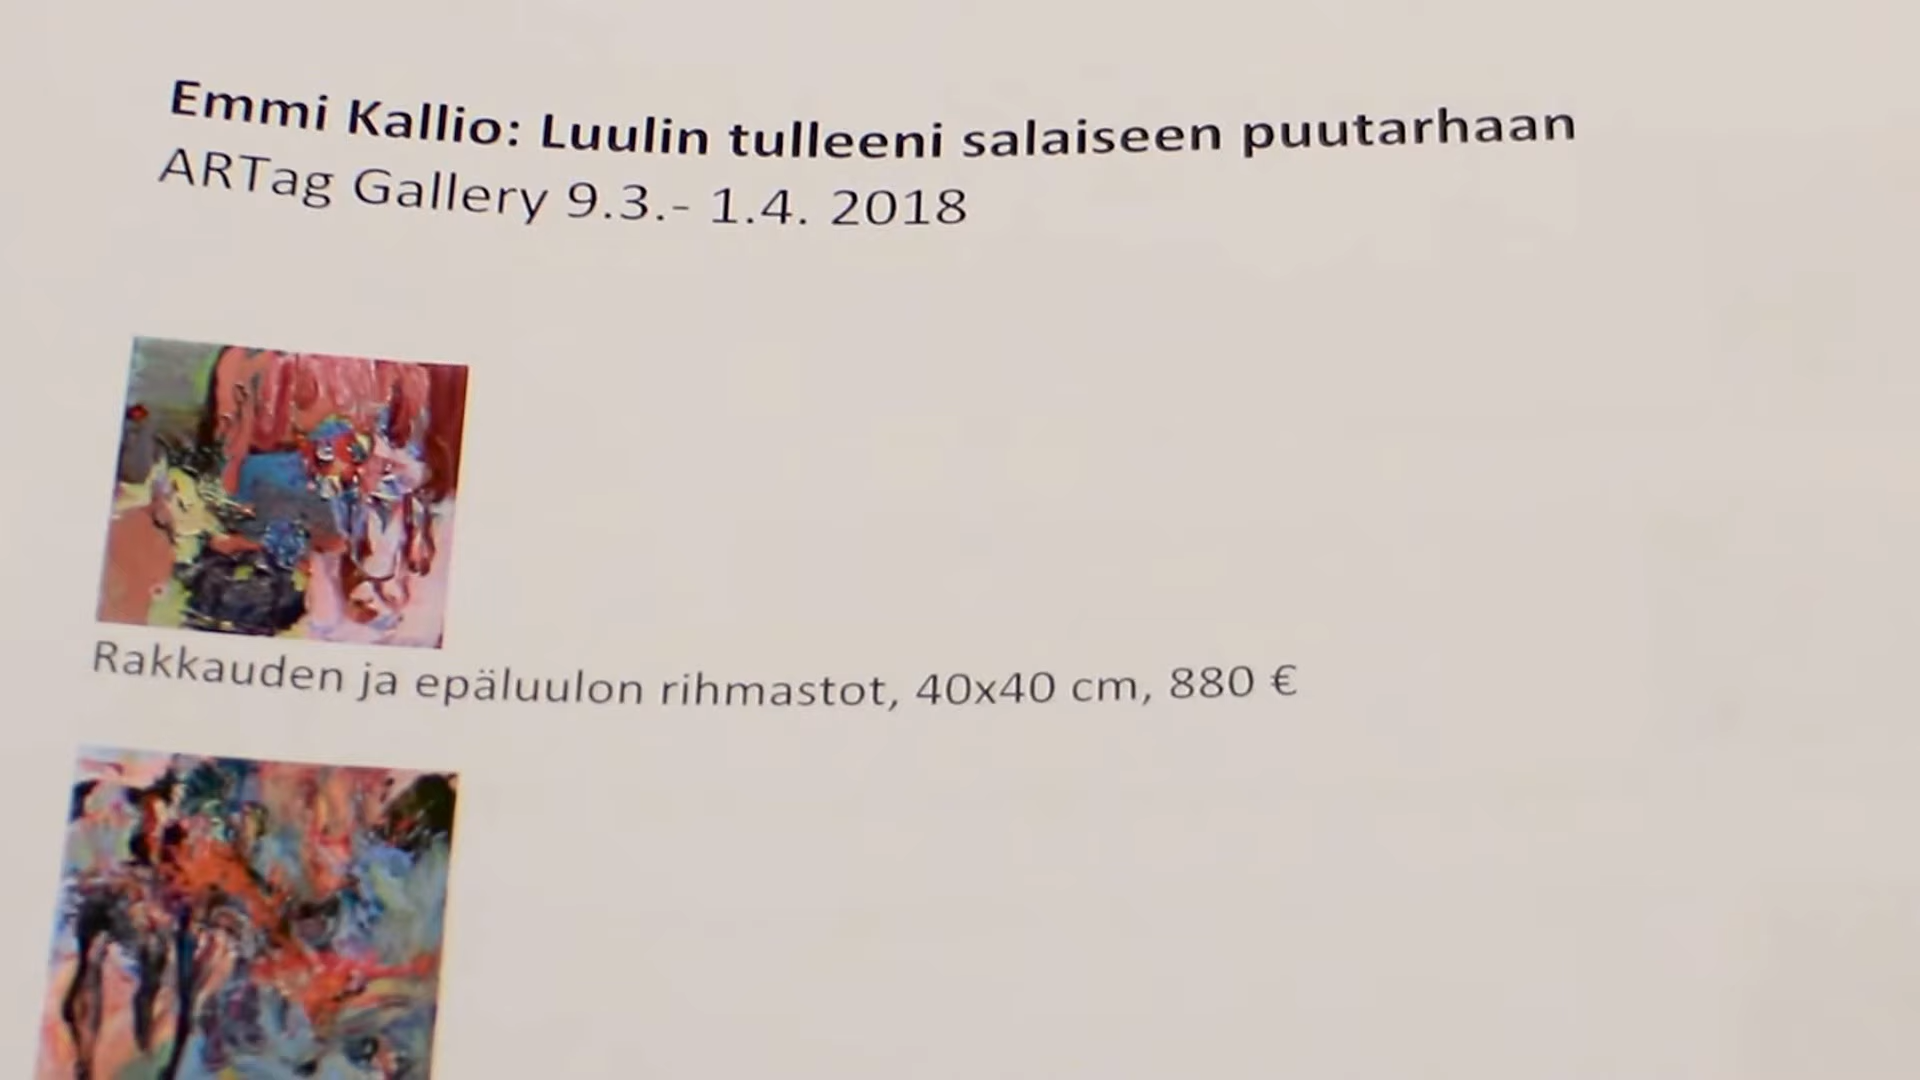 Emmi Kallio: Luulin tulleeni salaiseen puutarhaan
ARTag Gallery 9.3.- 1.4. 2018
Rakkauden ja epäluulon rihmastot, 40x40 cm, 880 €